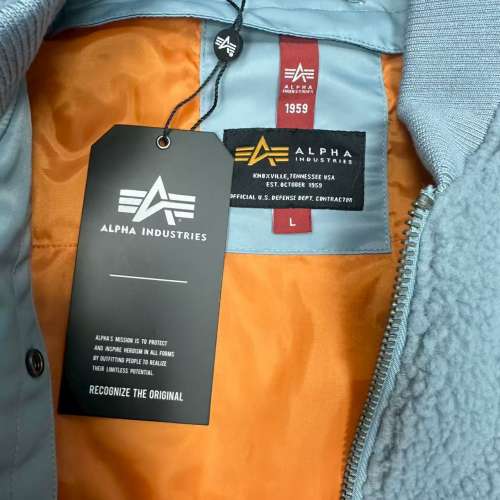 ALPHA
INDUSTRIES
1959
ALPHA
INDUSTRIES
KNOXVILLE, TENNESSEE USA
EST. OCTOBER 1959
OFFICIAL U.S. DEFENSE DEPT. CONTRACTOR
L
ALPHA INDUSTRIES
ALPHA'S MISSION IS TO PROTECT
AND INSPIRE HEROISM IN ALL FORMS
BY OUTFITTING PEOPLE TO REALIZE
THEIR LIMITLESS POTENTIAL.
RECOGNIZE THE ORIGINAL